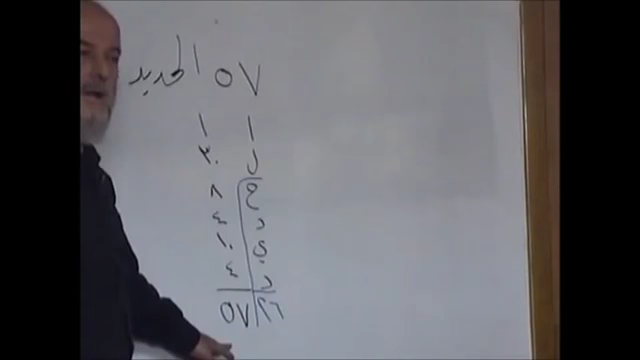 ٥٧ الحديد
ا ١
ل ٣٠
ح ٨
د ٤
ي ١٠
د ٤
٢٦ ٥٧